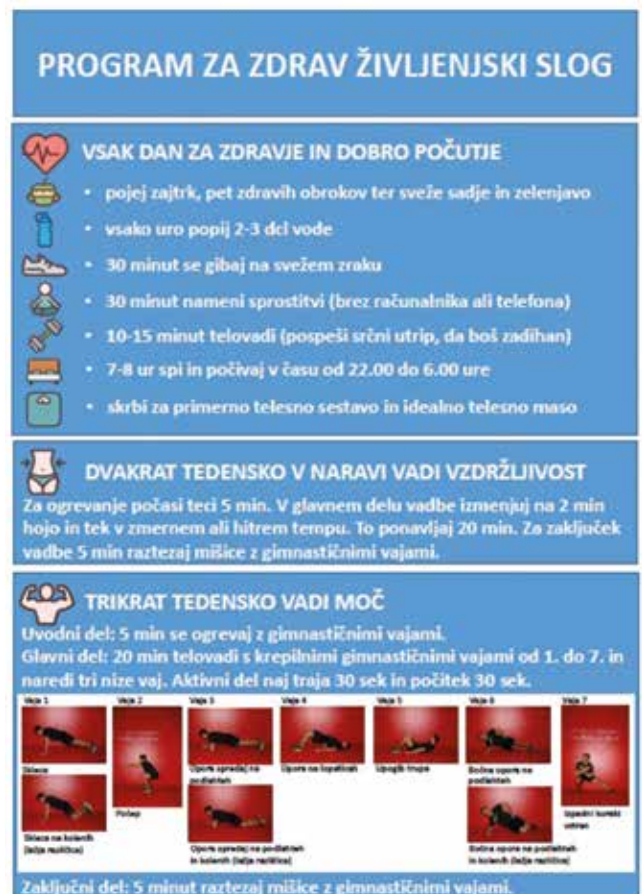 PROGRAM ZA ZDRAV ŽIVLJENJSKI SLOG
VSAK DAN ZA ZDRAVJE IN DOBRO POČUTJE
• pojej zajtrk, pet zdravih obrokov ter sveže sadje in zelenjavo
• vsako uro popij 2-3 dcl vode
• 30 minut se gibaj na svežem zraku
• 30 minut nameni sprostitvi (brez računalnika ali telefona)
• 10-15 minut telovadi (pospeši srčni utrip, da boš zadihan)
• 7-8 ur spi in počivaj v času od 22.00 do 6.00 ure
• skrbi za primerno telesno sestavo in idealno telesno maso
DVAKRAT TEDENSKO V NARAVI VADI VZDRŽLJIVOST
Za ogrevanje počasi teci 5 min. V glavnem delu vadbe izmenjuj na 2 min
hojo in tek v zmernem ali hitrem tempu. To ponavljaj 20 min. Za zaključek
vadbe 5 min raztezaj mišice z gimnastičnimi vajami.
TRIKRAT TEDENSKO VADI MOČ
Uvodni del: 5 min se ogrevaj z gimnastičnimi vajami.
Glavni del: 20 min telovadi s krepilnimi gimnastičnimi vajami od 1. do 7. in
naredi tri nize vaj. Aktivni del naj traja 30 sek in počitek 30 sek.
Vaja 1 Vaja 2 Vaja 3 Vaja 4 Vaja 5 Vaja 6 Vaja 7
Skleca
Opora spredaj na
podlahteh
Opora na lopaticah
Upogib trupa
Bočna opora na
podlahteh
Počep
Izpadni korak
Skleca na kolenih
(lažja različica)
Opora spredaj na podlahteh
in kolenih (lažja različica)
Bočna opora na podlahteh
in kolenih (lažja različica)
Zaključni del: 5 minut raztezaj mišice z gimnastičnimi vajami.